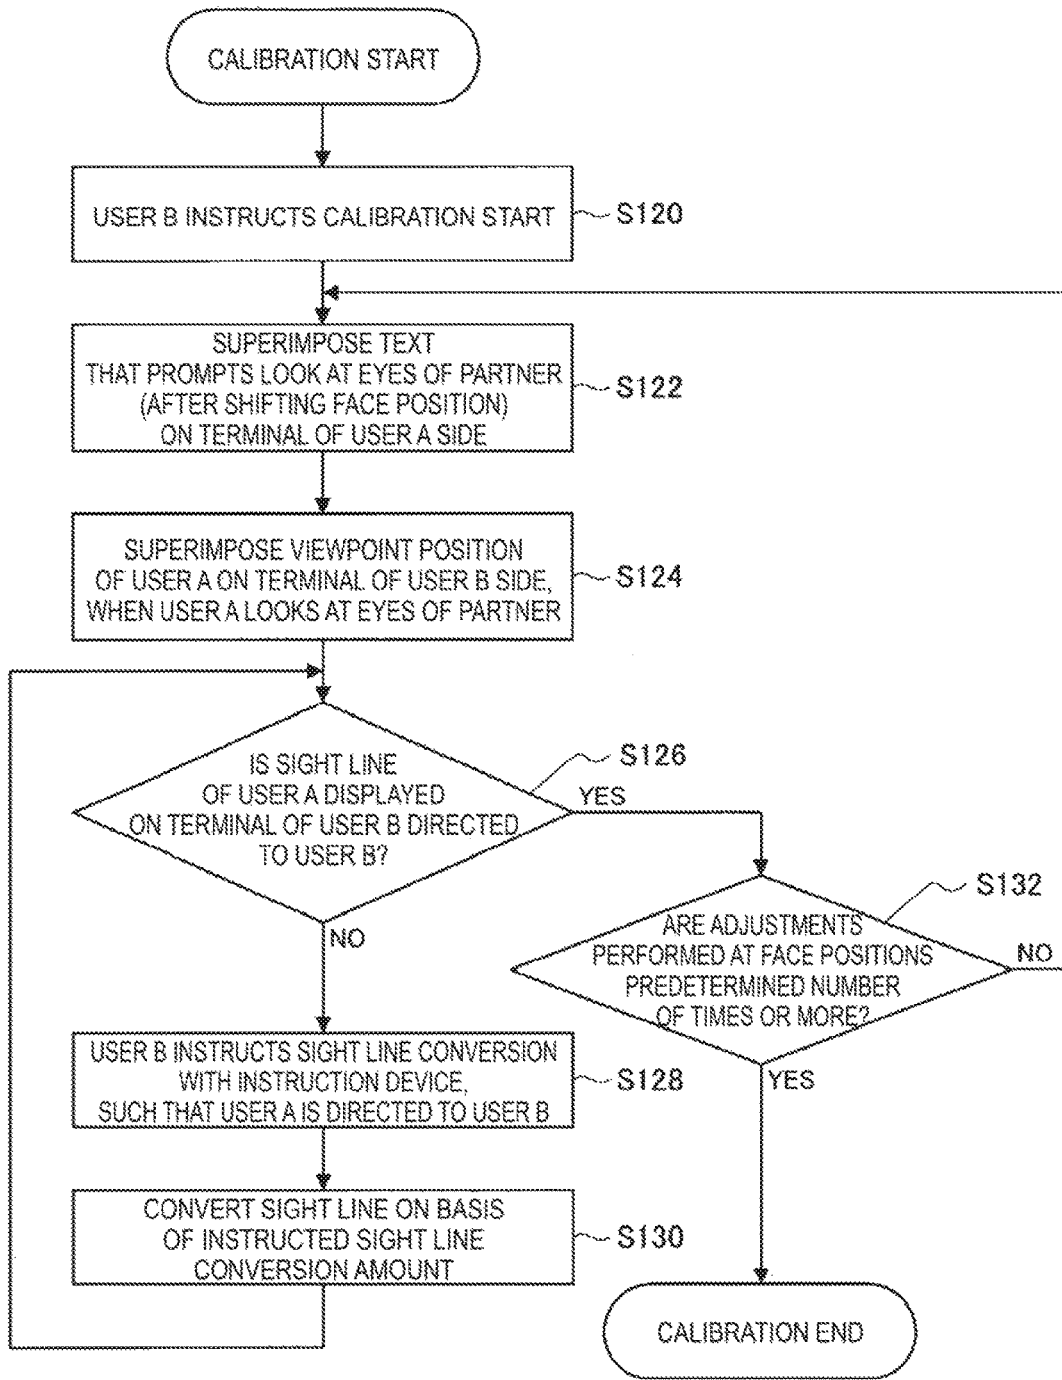 CALIBRATION START
USER B INSTRUCTS CALIBRATION START
S120
SUPERIMPOSE TEXT
THAT PROMPTS LOOK AT EYES OF PARTNER
(AFTER SHIFTING FACE POSITION)
ON TERMINAL OF USER A SIDE
S122
SUPERIMPOSE VIEWPOINT POSITION
OF USER A ON TERMINAL OF USER B SIDE,
WHEN USER A LOOKS AT EYES OF PARTNER
S124
IS SIGHT LINE
OF USER A DISPLAYED
ON TERMINAL OF USER B DIRECTED
TO USER B?
S126
YES
NO
ARE ADJUSTMENTS
PERFORMED AT FACE POSITIONS
PREDETERMINED NUMBER
OF TIMES OR MORE?
S132
NO
YES
USER B INSTRUCTS SIGHT LINE CONVERSION
WITH INSTRUCTION DEVICE,
SUCH THAT USER A IS DIRECTED TO USER B
S128
CONVERT SIGHT LINE ON BASIS
OF INSTRUCTED SIGHT LINE
CONVERSION AMOUNT
S130
CALIBRATION END